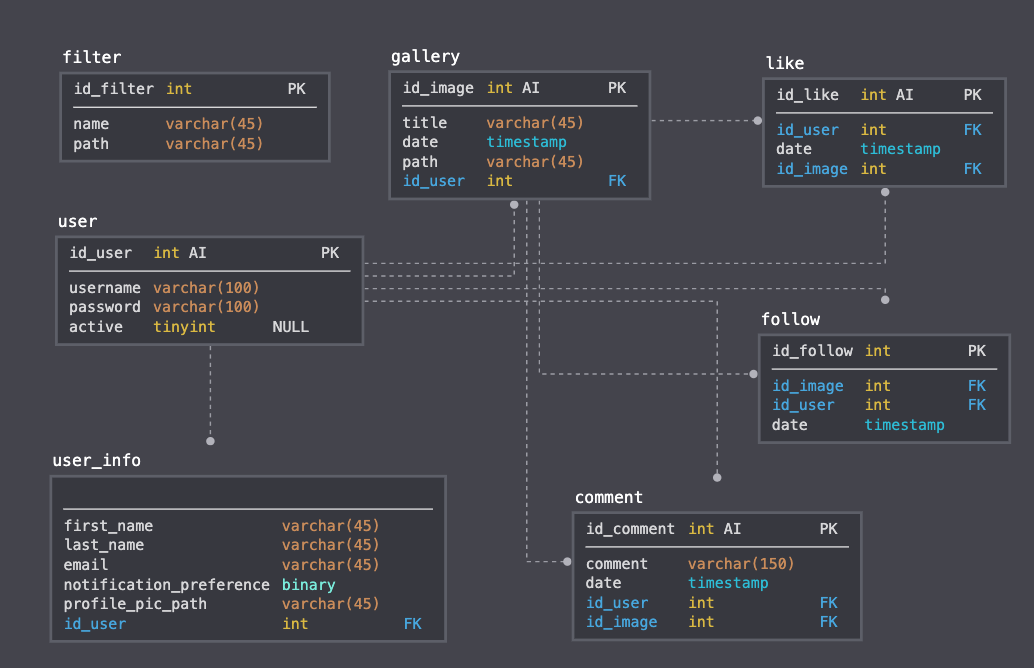 filter
id_filter int PK
name varchar(45)
path varchar(45)
gallery
id_image int AI PK
title varchar(45)
date timestamp
path varchar(45)
id_user int FK
like
id_like int AI PK
id_user int FK
date timestamp
id_image int FK
user
id_user int AI PK
username varchar(100)
password varchar(100)
active tinyint NULL
follow
id_follow int PK
id_image int FK
id_user int FK
date timestamp
user_info
first_name varchar(45)
last_name varchar(45)
email varchar(45)
notification_preference binary
profile_pic_path varchar(45)
id_user int FK
comment
id_comment int AI PK
comment varchar(150)
date timestamp
id_user int FK
id_image int FK